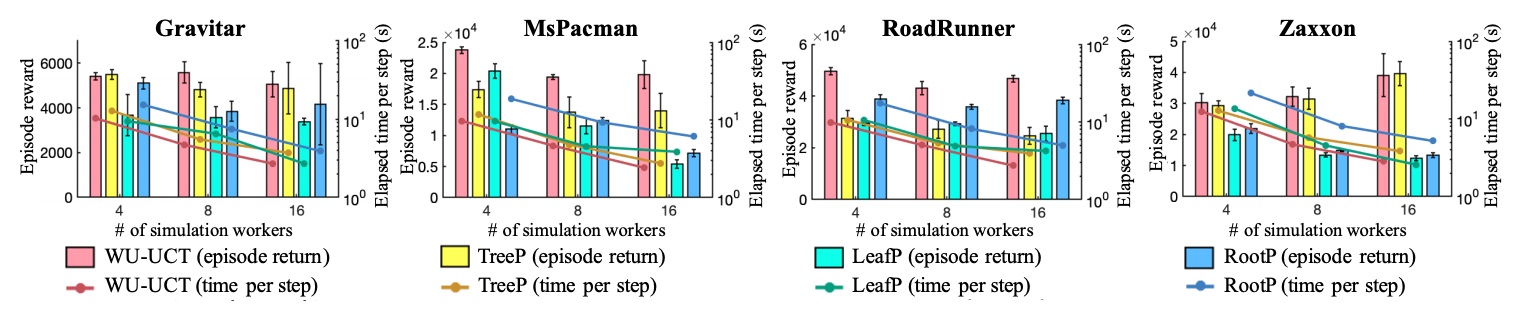 Gravitar
Episode reward
6000
4000
2000
0
10^2
10^1
10^0
Elapsed time per step (s)
4 8 16
# of simulation workers
MsPacman
×10^4
Episode reward
2.5
2.0
1.5
1.0
0.5
0
10^2
10^1
10^0
Elapsed time per step (s)
4 8 16
# of simulation workers
RoadRunner
×10^4
Episode reward
6
4
2
0
10^2
10^1
10^0
Elapsed time per step (s)
4 8 16
# of simulation workers
Zaxxon
×10^4
Episode reward
5
4
3
2
1
0
10^2
10^1
10^0
Elapsed time per step (s)
4 8 16
# of simulation workers
WU-UCT (episode return)
TreeP (episode return)
LeafP (episode return)
RootP (episode return)
WU-UCT (time per step)
TreeP (time per step)
LeafP (time per step)
RootP (time per step)